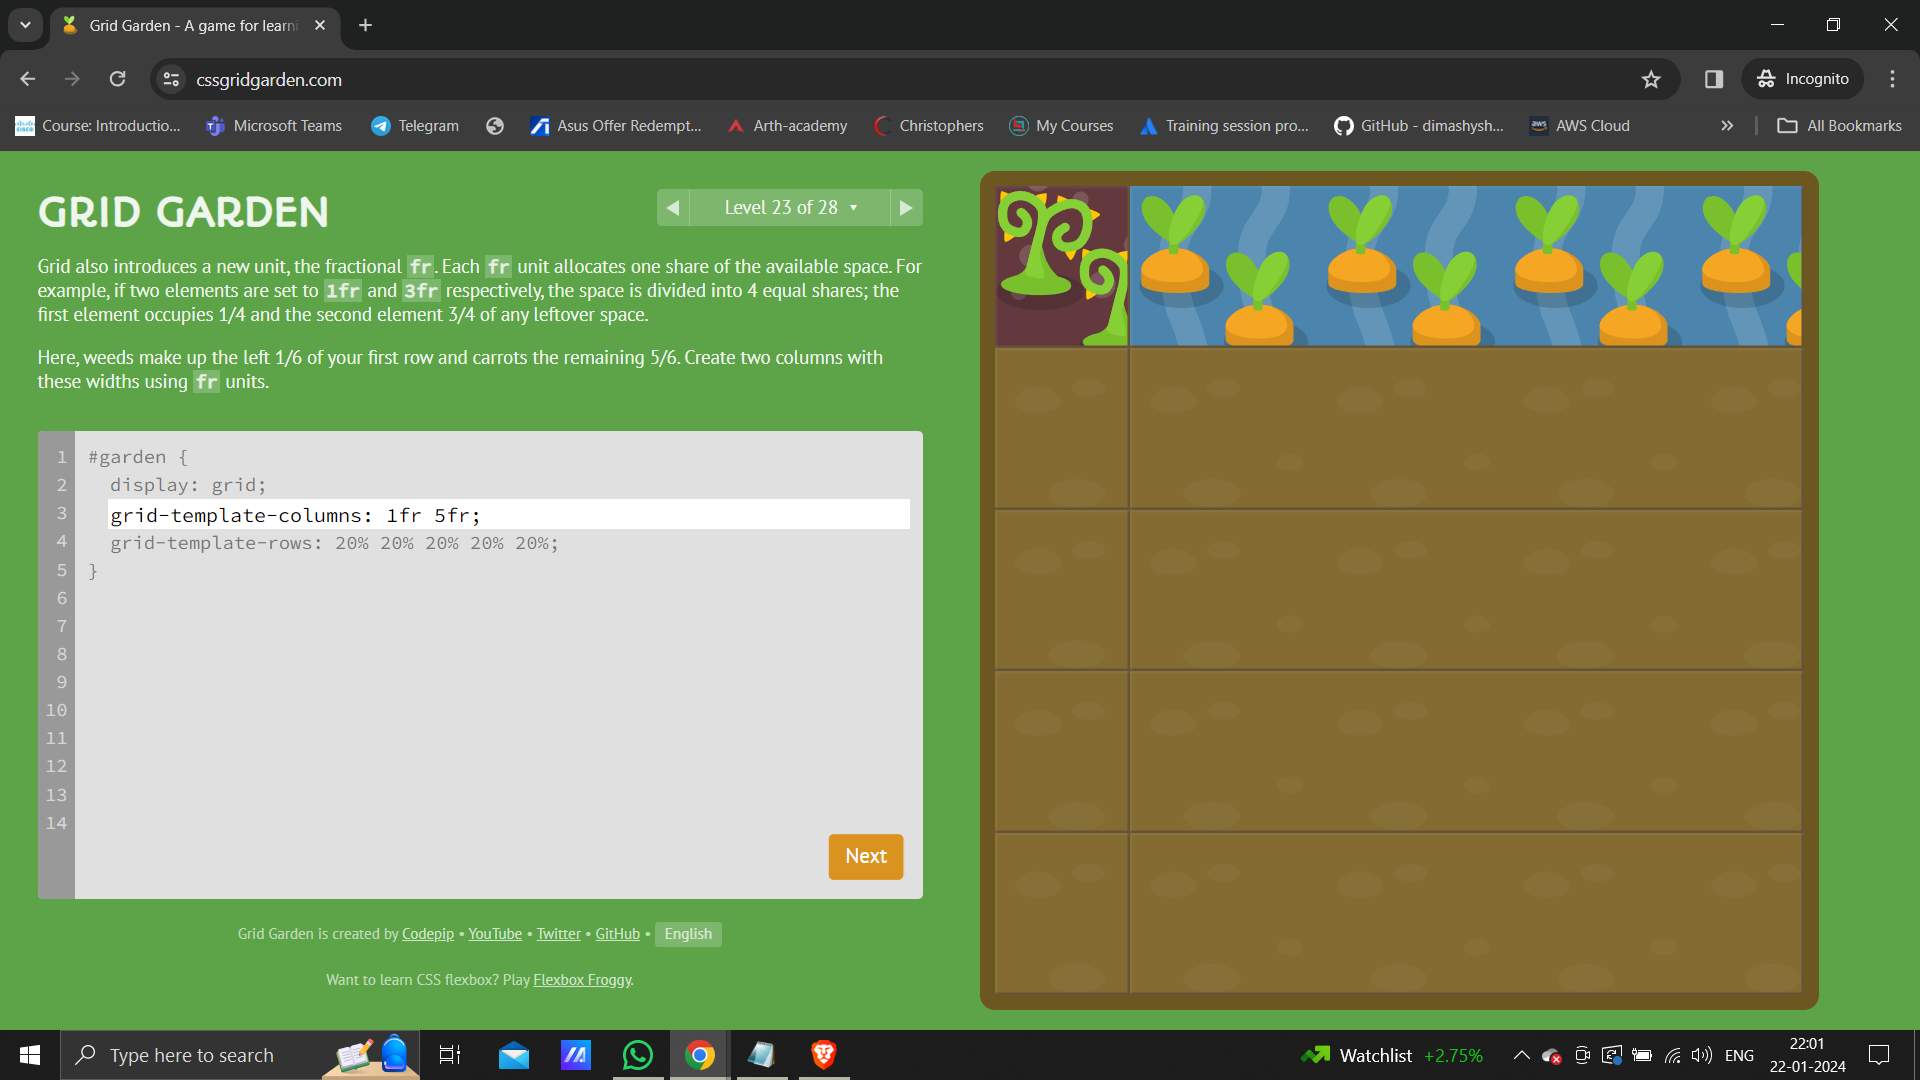 Grid Garden - A game for learni
cssgridgarden.com
Incognito
Course: Introductio...
Microsoft Teams
Telegram
Asus Offer Redempt...
Arth-academy
Christophers
My Courses
Training session pro...
GitHub - dimashysh...
AWS Cloud
All Bookmarks
GRID GARDEN
Level 23 of 28
Grid also introduces a new unit, the fractional fr. Each fr unit allocates one share of the available space. For
example, if two elements are set to 1fr and 3fr respectively, the space is divided into 4 equal shares; the
first element occupies 1/4 and the second element 3/4 of any leftover space.
Here, weeds make up the left 1/6 of your first row and carrots the remaining 5/6. Create two columns with
these widths using fr units.
1 #garden {
2 display: grid;
3 grid-template-columns: 1fr 5fr;
4 grid-template-rows: 20% 20% 20% 20% 20%;
5 }
6
7
8
9
10
11
12
13
14
Next
Grid Garden is created by Codepip • YouTube • Twitter • GitHub • English
Want to learn CSS flexbox? Play Flexbox Froggy.
Type here to search
Watchlist +2.75%
ENG
22:01
22-01-2024